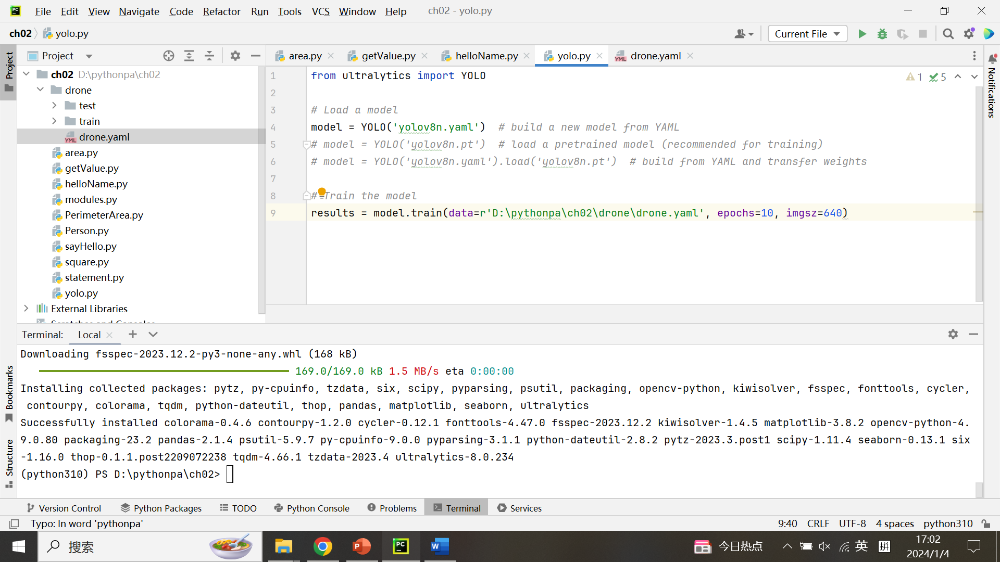 File Edit View Navigate Code Refactor Run Tools VCS Window Help ch02 - yolo.py
ch02 yolo.py Current File
Project area.py getValue.py helloName.py yolo.py drone.yaml
Project
ch02 D:\pythonpa\ch02
drone
test
train
drone.yaml
area.py
getValue.py
helloName.py
modules.py
PerimeterArea.py
Person.py
sayHello.py
square.py
statement.py
yolo.py
External Libraries
Scratches and Consoles
1 from ultralytics import YOLO
2
3 # Load a model
4 model = YOLO('yolov8n.yaml')  # build a new model from YAML
5 # model = YOLO('yolov8n.pt')  # load a pretrained model (recommended for training)
6 # model = YOLO('yolov8n.yaml').load('yolov8n.pt')  # build from YAML and transfer weights
7
8 # Train the model
9 results = model.train(data=r'D:\pythonpa\ch02\drone\drone.yaml', epochs=10, imgsz=640)
1 5
Notifications
Terminal: Local
Downloading fsspec-2023.12.2-py3-none-any.whl (168 kB)
169.0/169.0 kB 1.5 MB/s eta 0:00:00
Installing collected packages: pytz, py-cpuinfo, tzdata, six, scipy, pyparsing, psutil, packaging, opencv-python, kiwisolver, fsspec, fonttools, cycler,
contourpy, colorama, tqdm, python-dateutil, thop, pandas, matplotlib, seaborn, ultralytics
Successfully installed colorama-0.4.6 contourpy-1.2.0 cycler-0.12.1 fonttools-4.47.0 fsspec-2023.12.2 kiwisolver-1.4.5 matplotlib-3.8.2 opencv-python-4.
9.0.80 packaging-23.2 pandas-2.1.4 psutil-5.9.7 py-cpuinfo-9.0.0 pyparsing-3.1.1 python-dateutil-2.8.2 pytz-2023.3.post1 scipy-1.11.4 seaborn-0.13.1 six
-1.16.0 thop-0.1.1.post2209072238 tqdm-4.66.1 tzdata-2023.4 ultralytics-8.0.234
(python310) PS D:\pythonpa\ch02>
Bookmarks
Structure
Version Control Python Packages TODO Python Console Problems Terminal Services
Typo: In word 'pythonpa' 9:40 CRLF UTF-8 4 spaces python310
搜索 今日热点 英 拼 17:02
2024/1/4